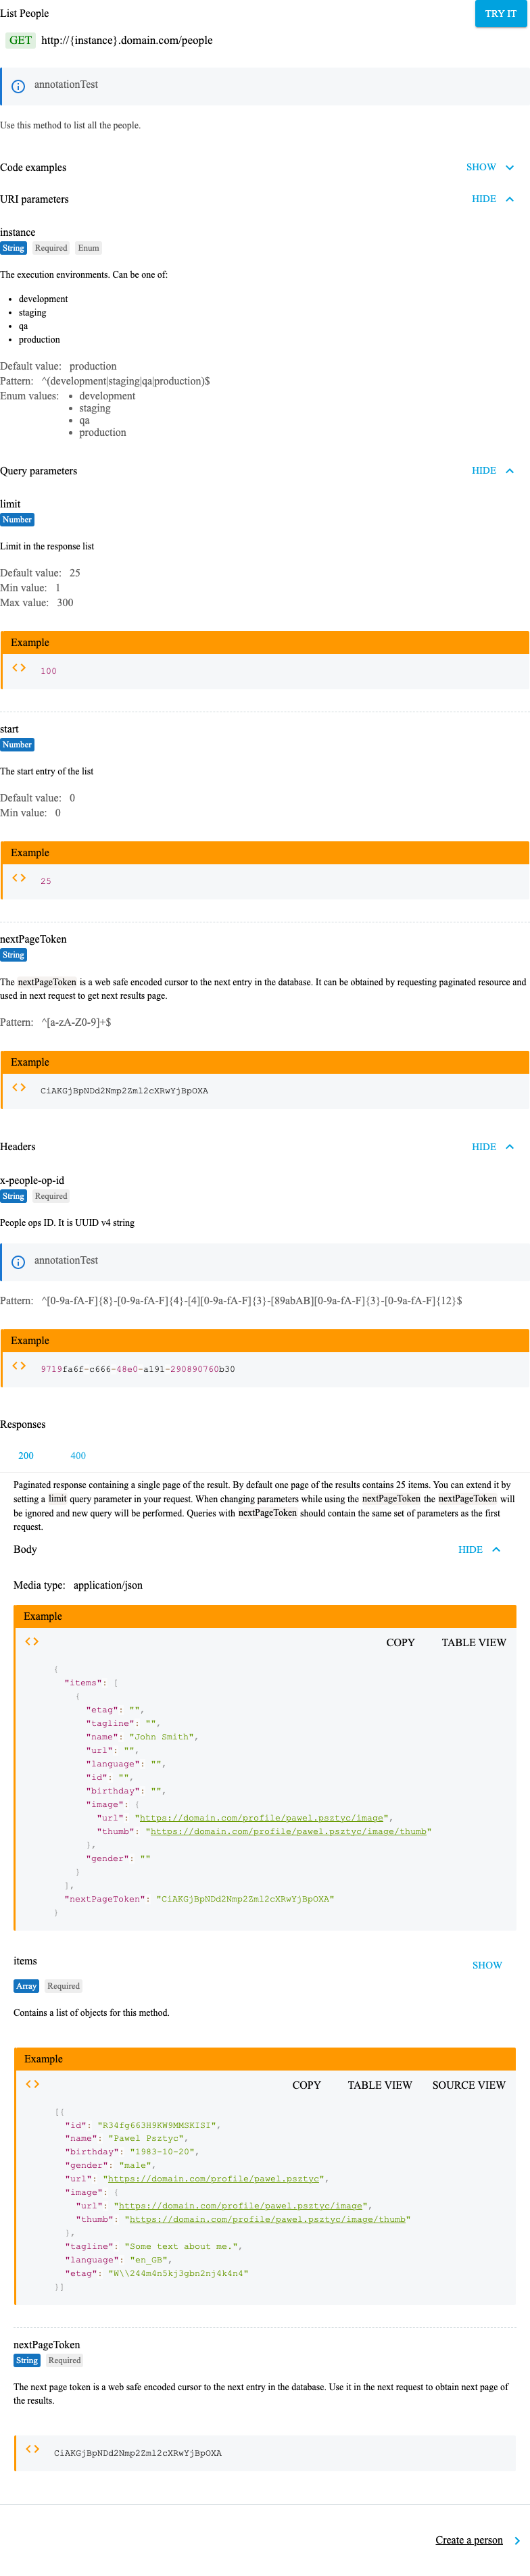 List People
TRY IT
GET http://{instance}.domain.com/people
annotationTest
Use this method to list all the people.
Code examples
SHOW
URI parameters
HIDE
instance
String Required Enum
The execution environments. Can be one of:
• development
• staging
• qa
• production
Default value: production
Pattern: ^(development|staging|qa|production)$
Enum values: • development
• staging
• qa
• production
Query parameters
HIDE
limit
Number
Limit in the response list
Default value: 25
Min value: 1
Max value: 300
Example
100
start
Number
The start entry of the list
Default value: 0
Min value: 0
Example
25
nextPageToken
String
The nextPageToken is a web safe encoded cursor to the next entry in the database. It can be obtained by requesting paginated resource and
used in next request to get next results page.
Pattern: ^[a-zA-Z0-9]+$
Example
CiAKGjBpNDd2Nmp2Zml2cXRwYjBpOXA
Headers
HIDE
x-people-op-id
String Required
People ops ID. It is UUID v4 string
annotationTest
Pattern: ^[0-9a-fA-F]{8}-[0-9a-fA-F]{4}-[4][0-9a-fA-F]{3}-[89abAB][0-9a-fA-F]{3}-[0-9a-fA-F]{12}$
Example
9719fa6f-c666-48e0-a191-290890760b30
Responses
200 400
Paginated response containing a single page of the result. By default one page of the results contains 25 items. You can extend it by
setting a limit query parameter in your request. When changing parameters while using the nextPageToken the nextPageToken will
be ignored and new query will be performed. Queries with nextPageToken should contain the same set of parameters as the first
request.
Body
HIDE
Media type: application/json
Example
COPY TABLE VIEW
{
"items": [
{
"etag": "",
"tagline": "",
"name": "John Smith",
"url": "",
"language": "",
"id": "",
"birthday": "",
"image": {
"url": "https://domain.com/profile/pawel.psztyc/image",
"thumb": "https://domain.com/profile/pawel.psztyc/image/thumb"
},
"gender": ""
}
],
"nextPageToken": "CiAKGjBpNDd2Nmp2Zml2cXRwYjBpOXA"
}
items
SHOW
Array Required
Contains a list of objects for this method.
Example
COPY TABLE VIEW SOURCE VIEW
[{
"id": "R34fg663H9KW9MMSKISI",
"name": "Pawel Psztyc",
"birthday": "1983-10-20",
"gender": "male",
"url": "https://domain.com/profile/pawel.psztyc",
"image": {
"url": "https://domain.com/profile/pawel.psztyc/image",
"thumb": "https://domain.com/profile/pawel.psztyc/image/thumb"
},
"tagline": "Some text about me.",
"language": "en_GB",
"etag": "W\\244m4n5kj3gbn2nj4k4n4"
}]
nextPageToken
String Required
The next page token is a web safe encoded cursor to the next entry in the database. Use it in the next request to obtain next page of
the results.
CiAKGjBpNDd2Nmp2Zml2cXRwYjBpOXA
Create a person